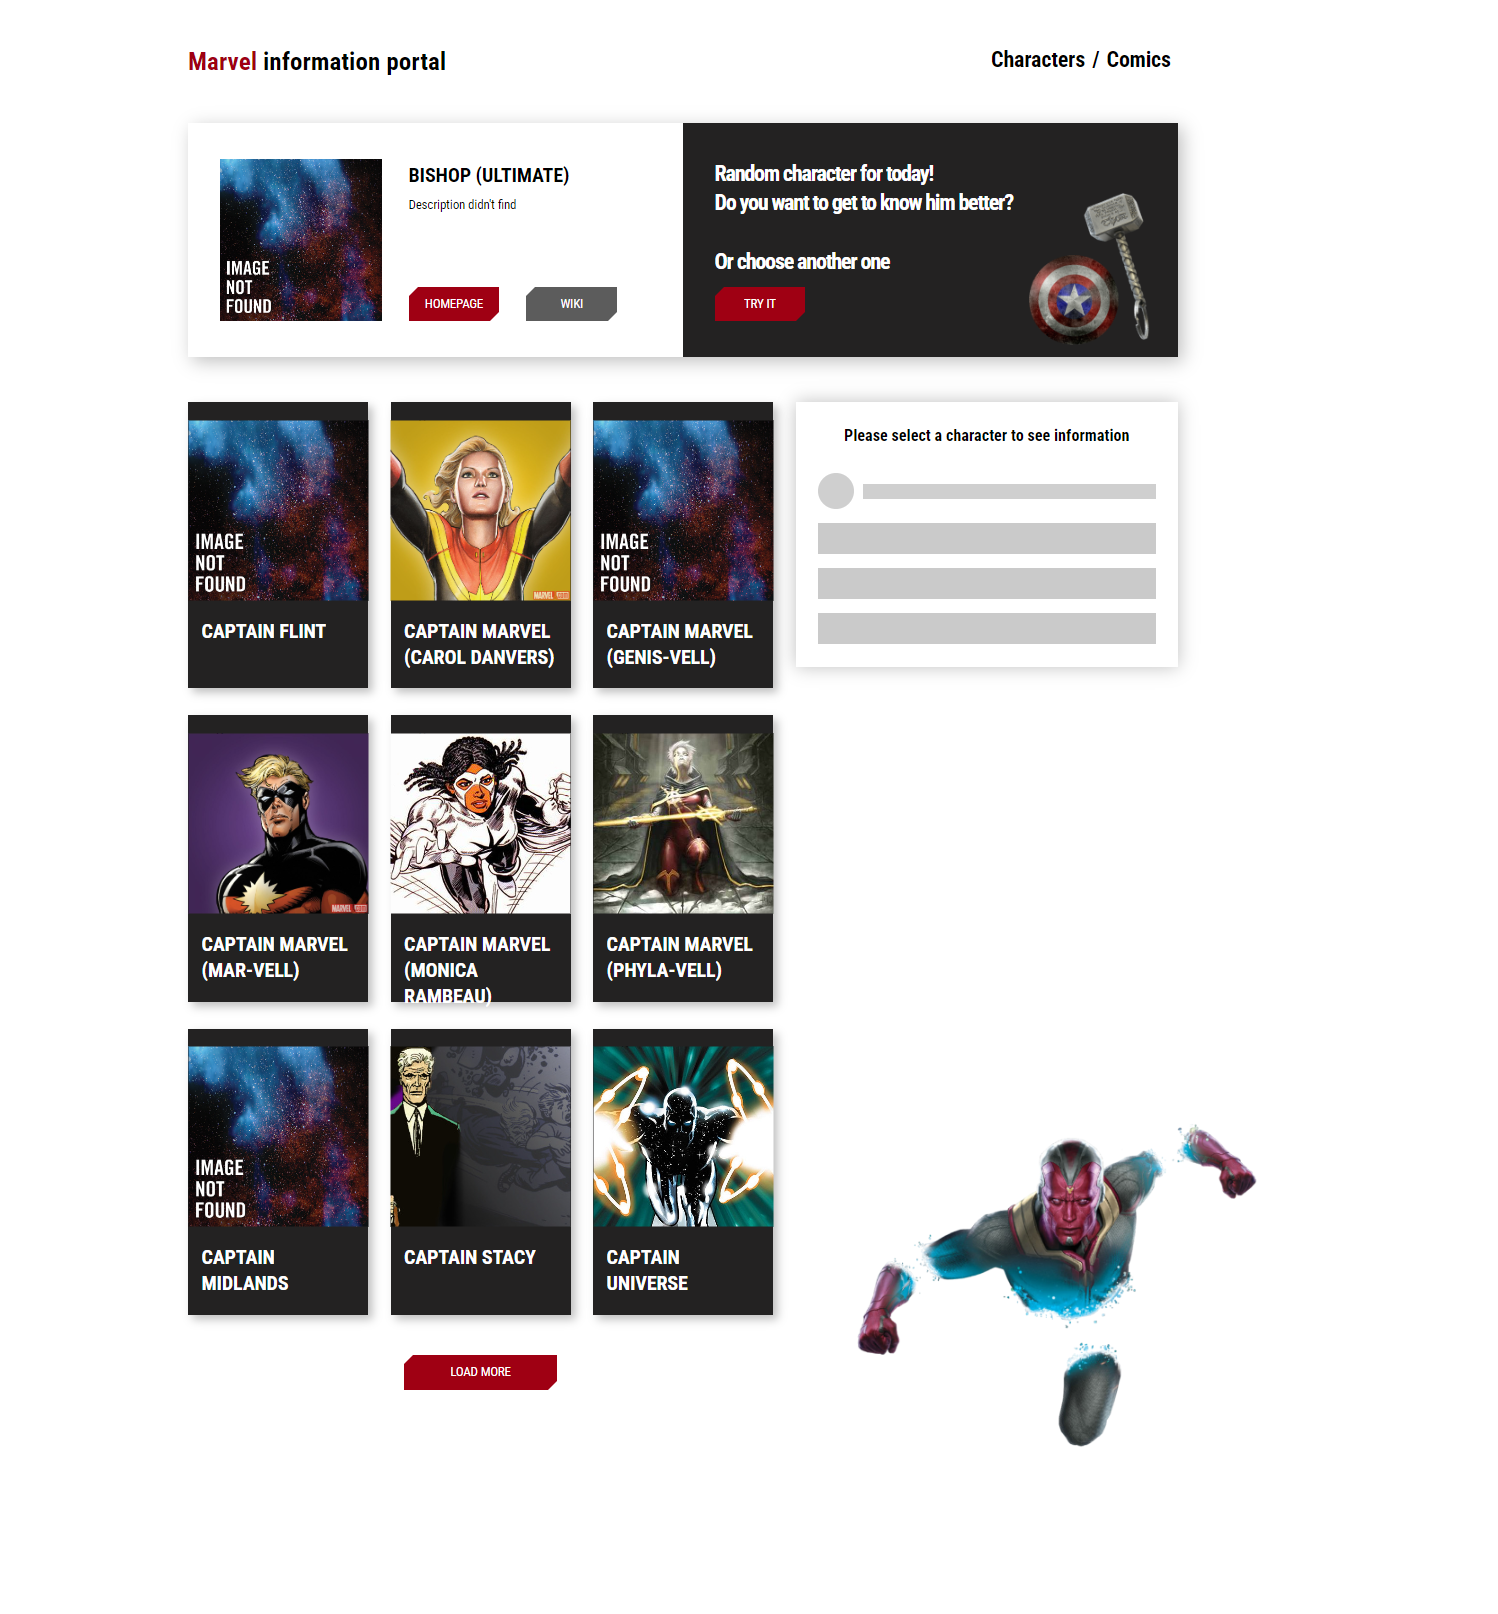 Marvel information portal
Characters / Comics
BISHOP (ULTIMATE)
Description didn't find
IMAGE
NOT
FOUND
HOMEPAGE
WIKI
Random character for today!
Do you want to get to know him better?
Or choose another one
TRY IT
IMAGE
NOT
FOUND
CAPTAIN FLINT
MARVEL
CAPTAIN MARVEL
(CAROL DANVERS)
IMAGE
NOT
FOUND
CAPTAIN MARVEL
(GENIS-VELL)
Please select a character to see information
MARVEL
CAPTAIN MARVEL
(MAR-VELL)
CAPTAIN MARVEL
(MONICA
RAMBEAU)
CAPTAIN MARVEL
(PHYLA-VELL)
IMAGE
NOT
FOUND
CAPTAIN
MIDLANDS
CAPTAIN STACY
CAPTAIN
UNIVERSE
LOAD MORE